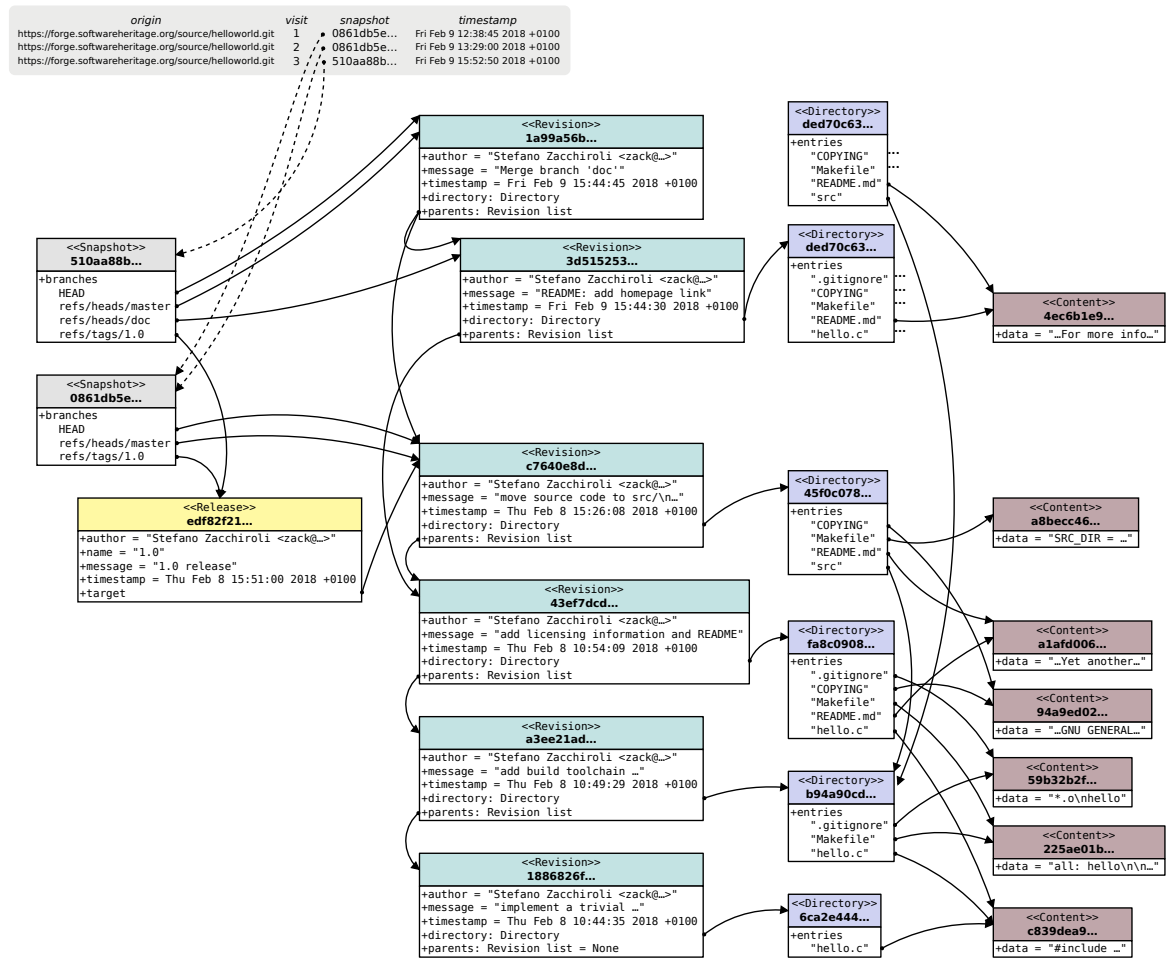 origin visit snapshot timestamp
https://forge.softwareheritage.org/source/helloworld.git 1 0861db5e... Fri Feb 9 12:38:45 2018 +0100
https://forge.softwareheritage.org/source/helloworld.git 2 0861db5e... Fri Feb 9 13:29:00 2018 +0100
https://forge.softwareheritage.org/source/helloworld.git 3 510aa88b... Fri Feb 9 15:52:50 2018 +0100
<<Snapshot>>
510aa88b...
+branches
HEAD
refs/heads/master
refs/heads/doc
refs/tags/1.0
<<Snapshot>>
0861db5e...
+branches
HEAD
refs/heads/master
refs/tags/1.0
<<Release>>
edf82f21...
+author = "Stefano Zacchiroli <zack@…>"
+name = "1.0"
+message = "1.0 release"
+timestamp = Thu Feb 8 15:51:00 2018 +0100
+target
<<Revision>>
1a99a56b...
+author = "Stefano Zacchiroli <zack@…>"
+message = "Merge branch 'doc'"
+timestamp = Fri Feb 9 15:44:45 2018 +0100
+directory: Directory
+parents: Revision list
<<Revision>>
3d515253...
+author = "Stefano Zacchiroli <zack@…>"
+message = "README: add homepage link"
+timestamp = Fri Feb 9 15:44:30 2018 +0100
+directory: Directory
+parents: Revision list
<<Revision>>
c7640e8d...
+author = "Stefano Zacchiroli <zack@…>"
+message = "move source code to src/\n…"
+timestamp = Thu Feb 8 15:26:08 2018 +0100
+directory: Directory
+parents: Revision list
<<Revision>>
43ef7dcd...
+author = "Stefano Zacchiroli <zack@…>"
+message = "add licensing information and README"
+timestamp = Thu Feb 8 10:54:09 2018 +0100
+directory: Directory
+parents: Revision list
<<Revision>>
a3ee21ad...
+author = "Stefano Zacchiroli <zack@…>"
+message = "add build toolchain …"
+timestamp = Thu Feb 8 10:49:29 2018 +0100
+directory: Directory
+parents: Revision list
<<Revision>>
1886826f...
+author = "Stefano Zacchiroli <zack@…>"
+message = "implement a trivial …"
+timestamp = Thu Feb 8 10:44:35 2018 +0100
+directory: Directory
+parents: Revision list = None
<<Directory>>
ded70c63...
+entries
"COPYING" ...
"Makefile" ...
"README.md"
"src"
<<Directory>>
ded70c63...
+entries
".gitignore" ...
"COPYING" ...
"Makefile" ...
"README.md"
"hello.c" ...
<<Directory>>
45f0c078...
+entries
"COPYING"
"Makefile"
"README.md"
"src"
<<Directory>>
fa8c0908...
+entries
".gitignore"
"COPYING"
"Makefile"
"README.md"
"hello.c"
<<Directory>>
b94a90cd...
+entries
".gitignore"
"Makefile"
"hello.c"
<<Directory>>
6ca2e444...
+entries
"hello.c"
<<Content>>
4ec6b1e9...
+data = "…For more info…"
<<Content>>
a8becc46...
+data = "SRC_DIR = …"
<<Content>>
a1afd006...
+data = "…Yet another…"
<<Content>>
94a9ed02...
+data = "…GNU GENERAL…"
<<Content>>
59b32b2f...
+data = "*.o\nhello"
<<Content>>
225ae01b...
+data = "all: hello\n\n…"
<<Content>>
c839dea9...
+data = "#include …"